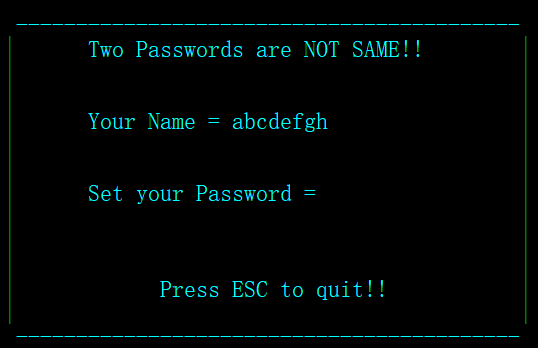 Two Passwords are NOT SAME!!
Your Name = abcdefgh
Set your Password =
Press ESC to quit!!